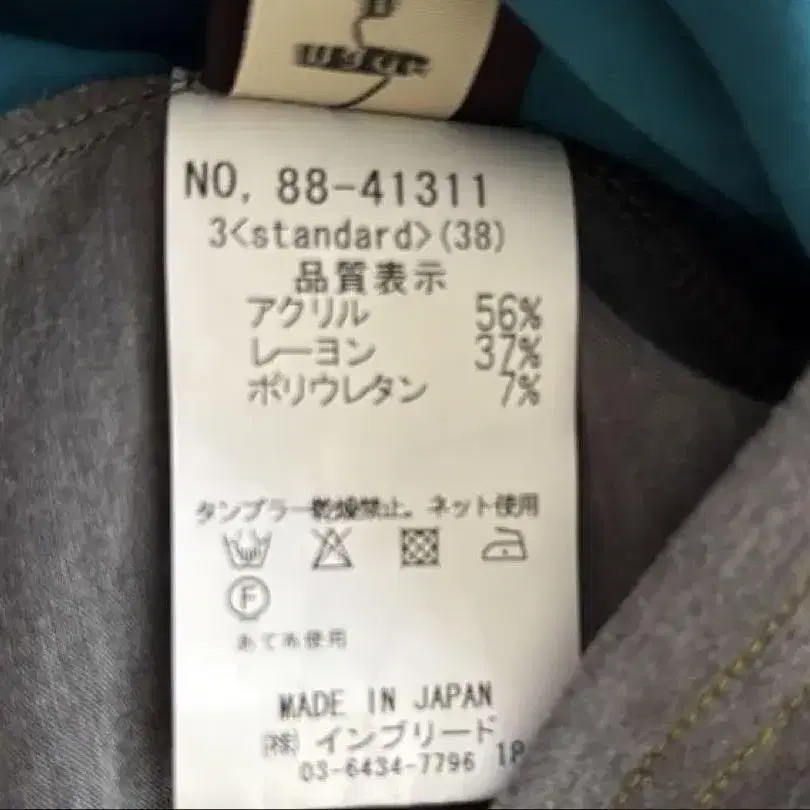 NO, 88-41311
3<standard>(38)
品質表示
アクリル 56%
レーヨン 37%
ポリウレタン 7%
タンブラー乾燥禁止。ネット使用
F
あて布使用
MADE IN JAPAN
㈱ インブリード
03-6434-7796